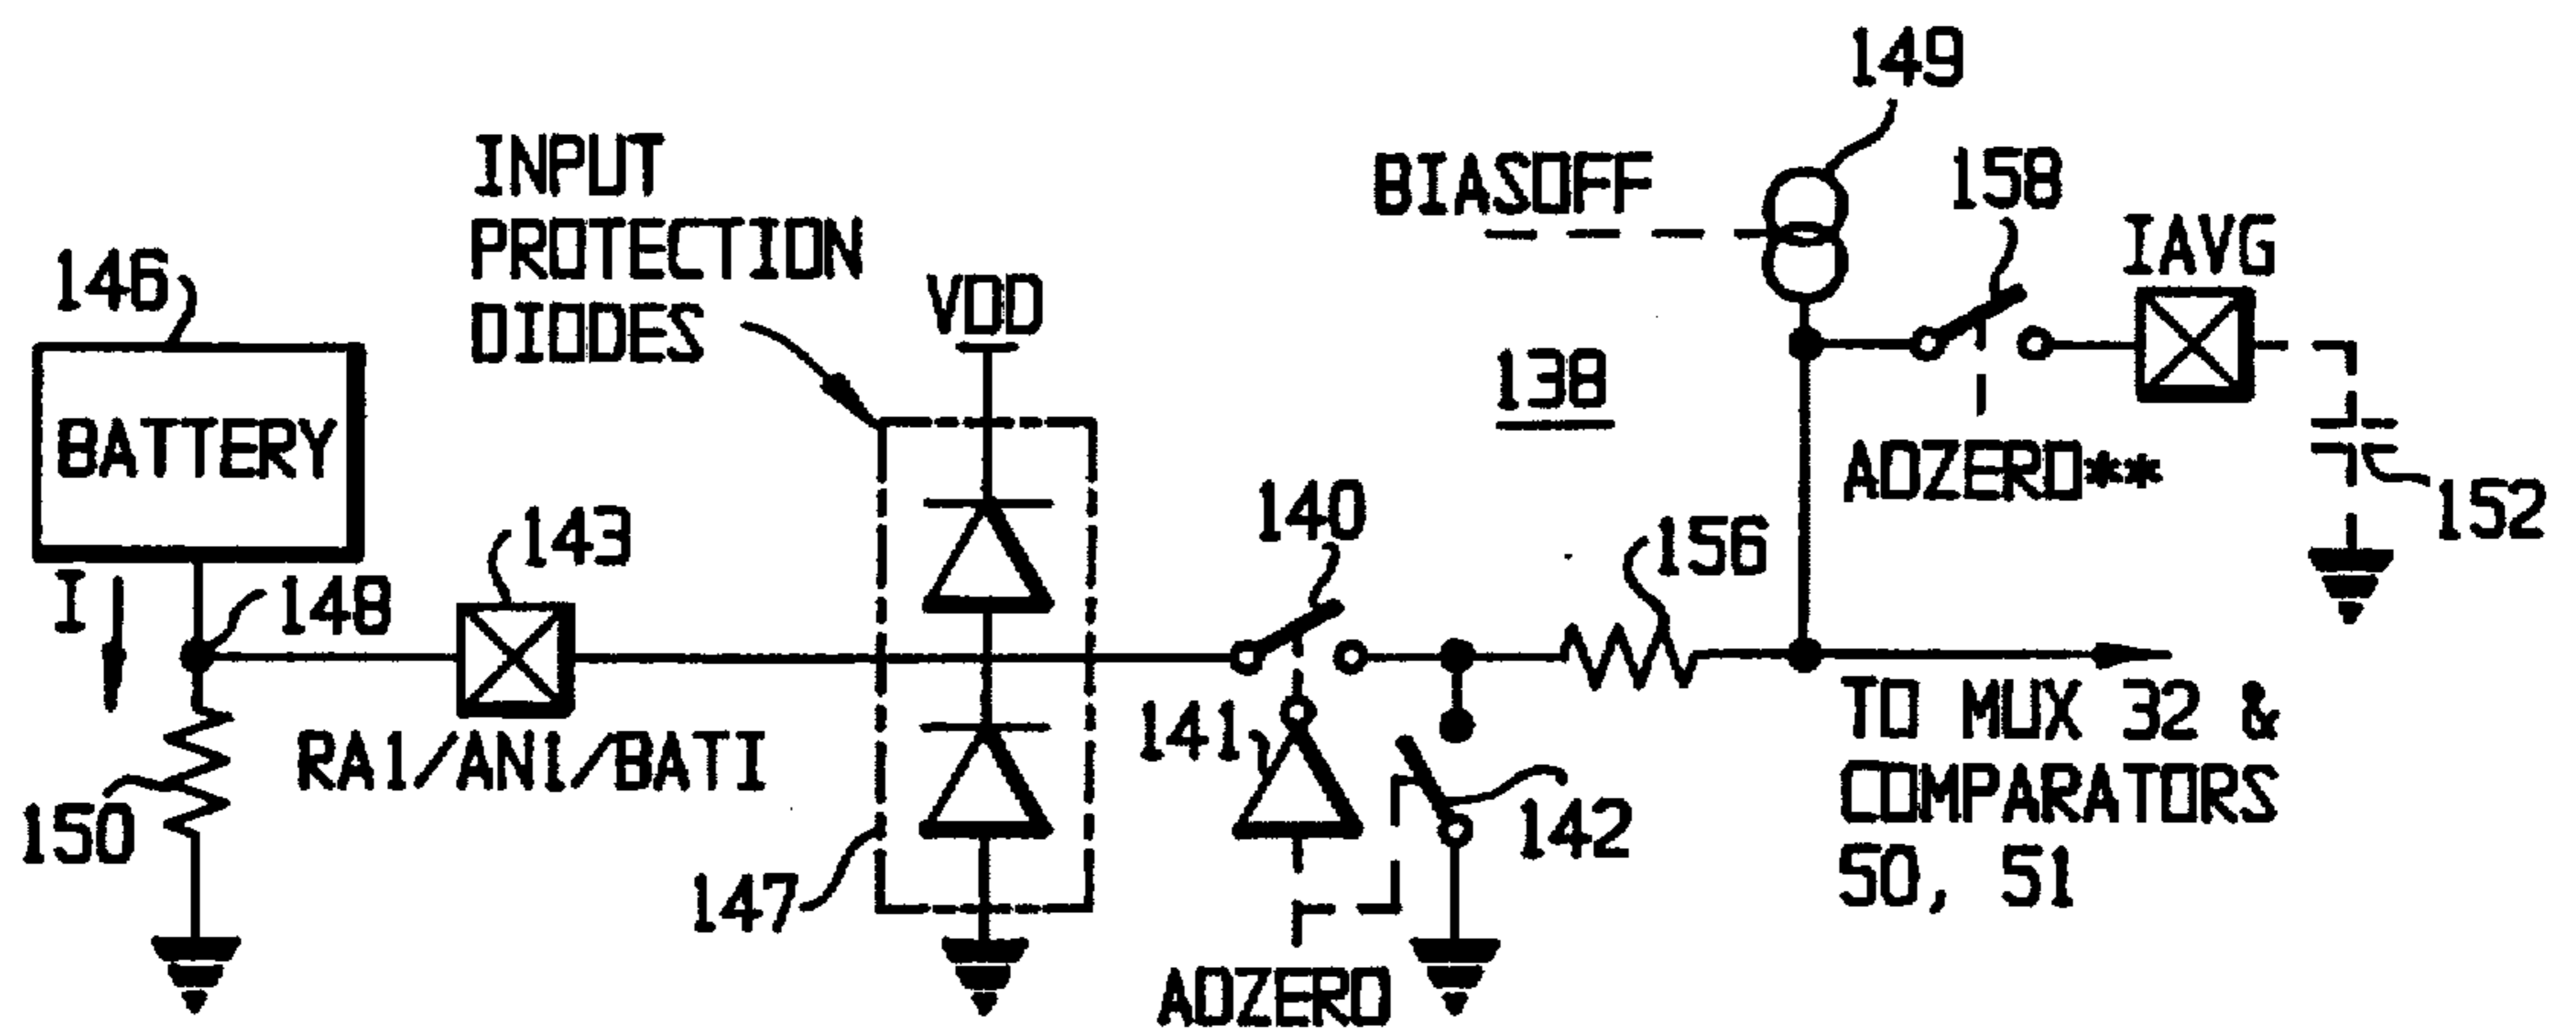 149
INPUT
PROTECTION
DIODES
BIASOFF
158
IAVG
146
VDD
138
BATTERY
ADZERO**
152
143
140
156
I
148
141
RA1/AN1/BATI
TO MUX 32 &
COMPARATORS
50, 51
150
142
147
ADZERO